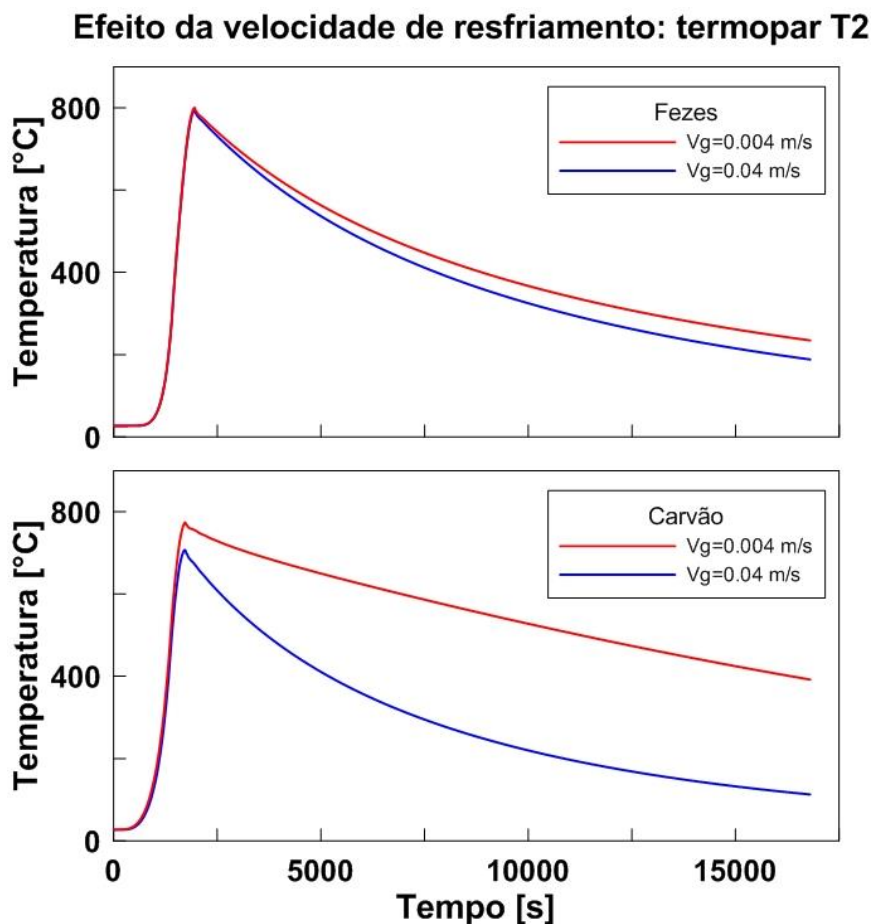 Efeito da velocidade de resfriamento: termopar T2
Temperatura [°C]
800
400
0
Fezes
Vg=0.004 m/s
Vg=0.04 m/s
Temperatura [°C]
800
400
0
Carvão
Vg=0.004 m/s
Vg=0.04 m/s
0 5000 10000 15000
Tempo [s]